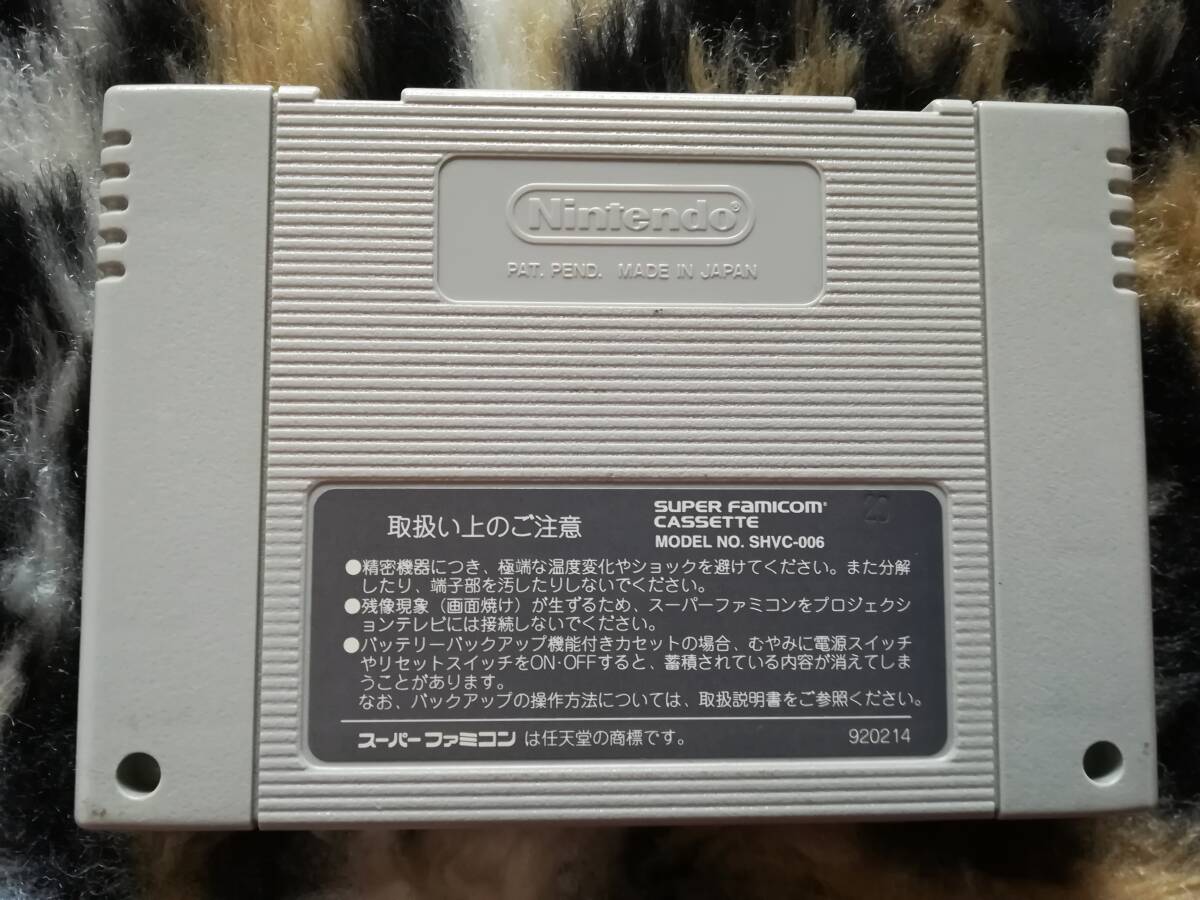 Nintendo®
PAT. PEND. MADE IN JAPAN
取扱い上のご注意
SUPER FAMICOM®
CASSETTE
MODEL NO. SHVC-006
●精密機器につき、極端な温度変化やショックを避けてください。また分解
したり、端子部を汚したりしないでください。
●残像現象（画面焼け）が生ずるため、スーパーファミコンをプロジェクシ
ョンテレビには接続しないでください。
●バッテリーバックアップ機能付きカセットの場合、むやみに電源スイッチ
やリセットスイッチをON・OFFすると、蓄積されている内容が消えてしま
うことがあります。
なお、バックアップの操作方法については、取扱説明書をご参照ください。
スーパーファミコン は任天堂の商標です。
920214